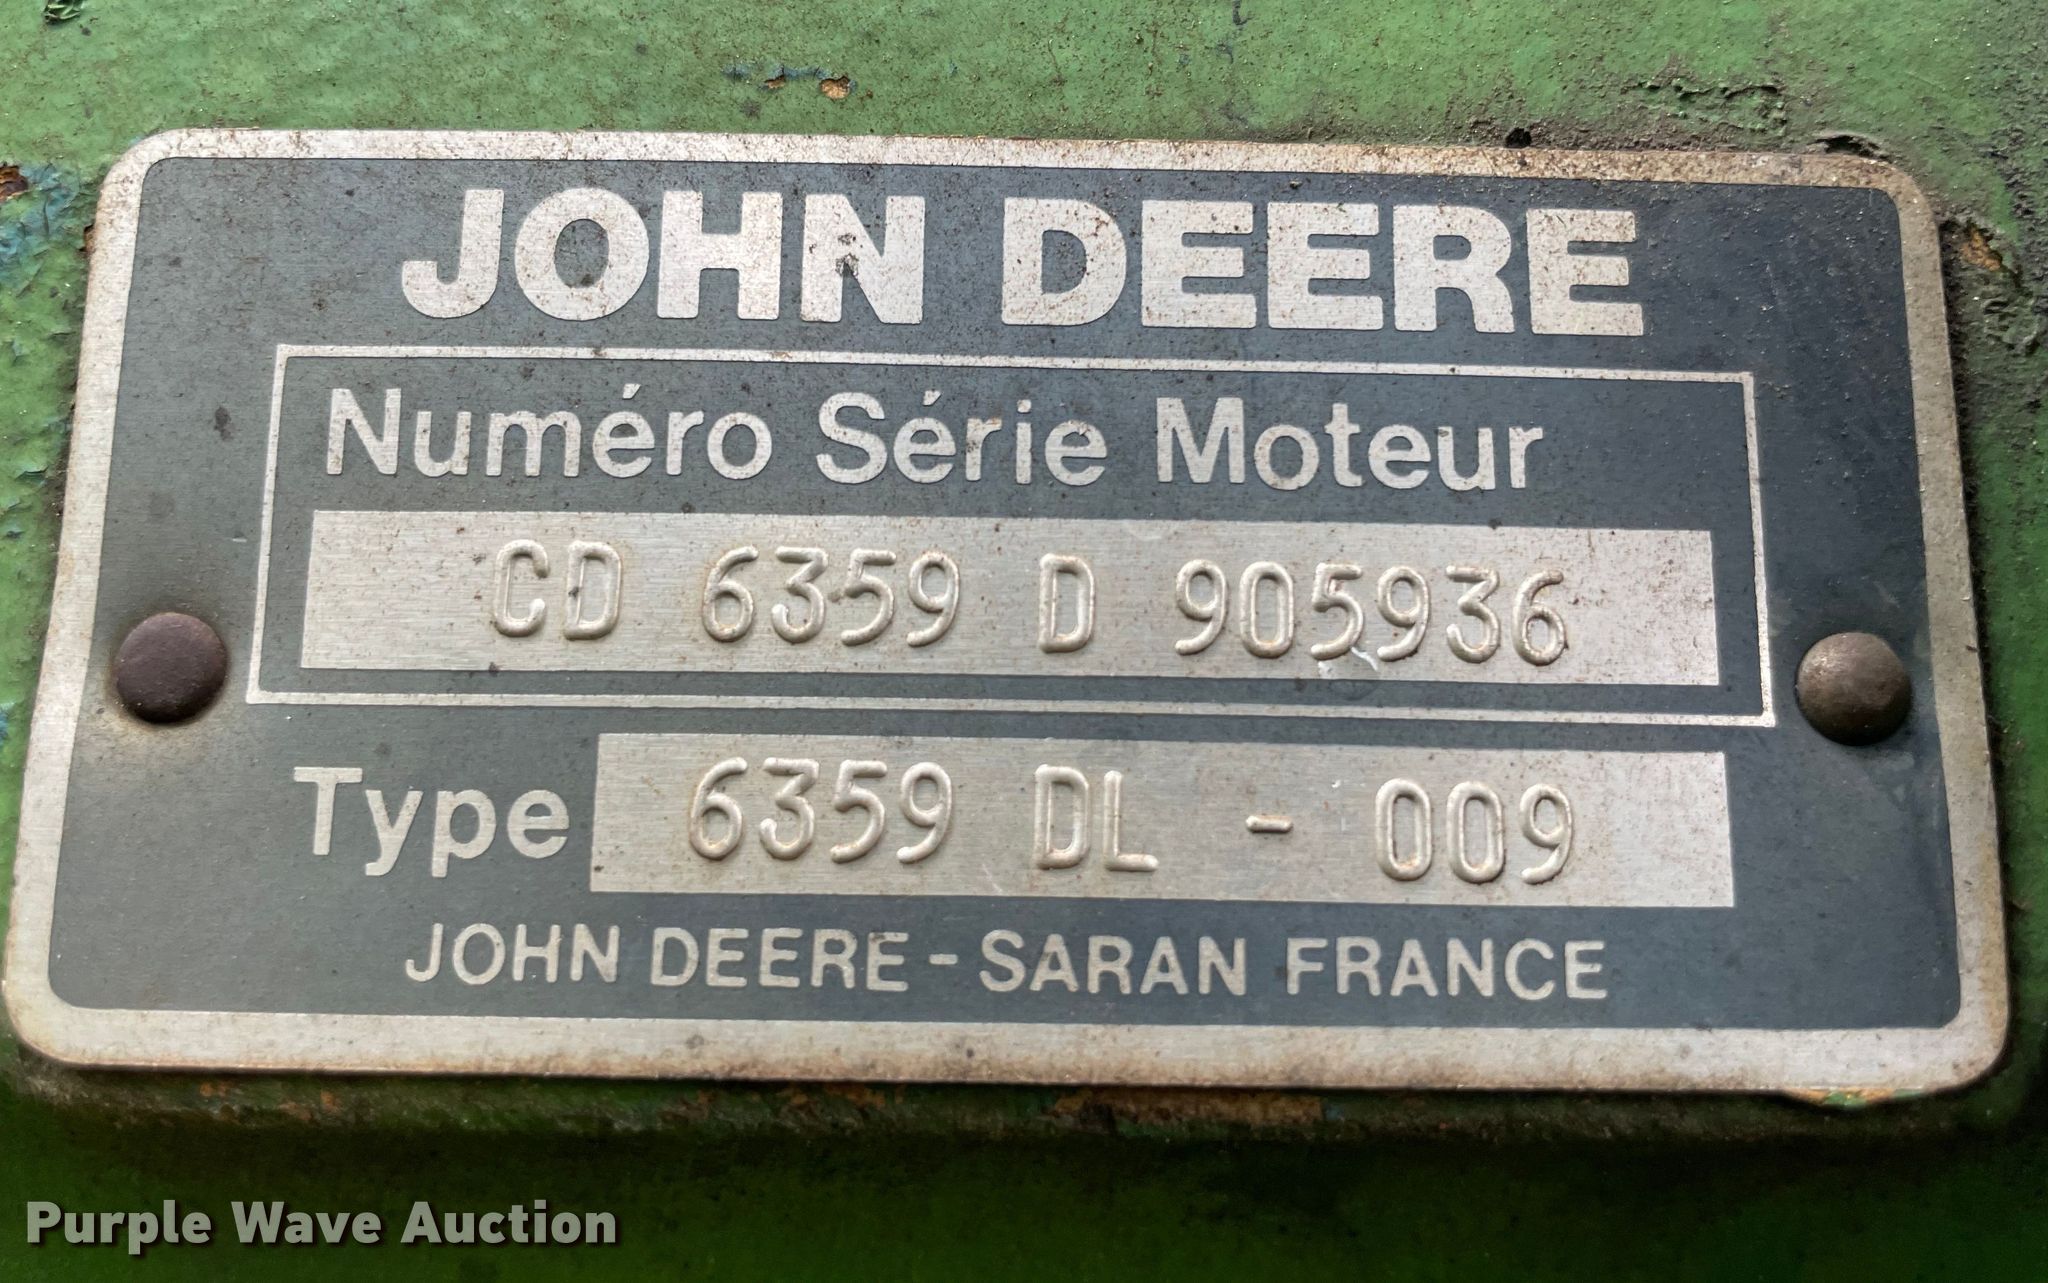 JOHN DEERE
Numéro Série Moteur
CD 6359 D 905936
Type 6359 DL - 009
JOHN DEERE - SARAN FRANCE
Purple Wave Auction